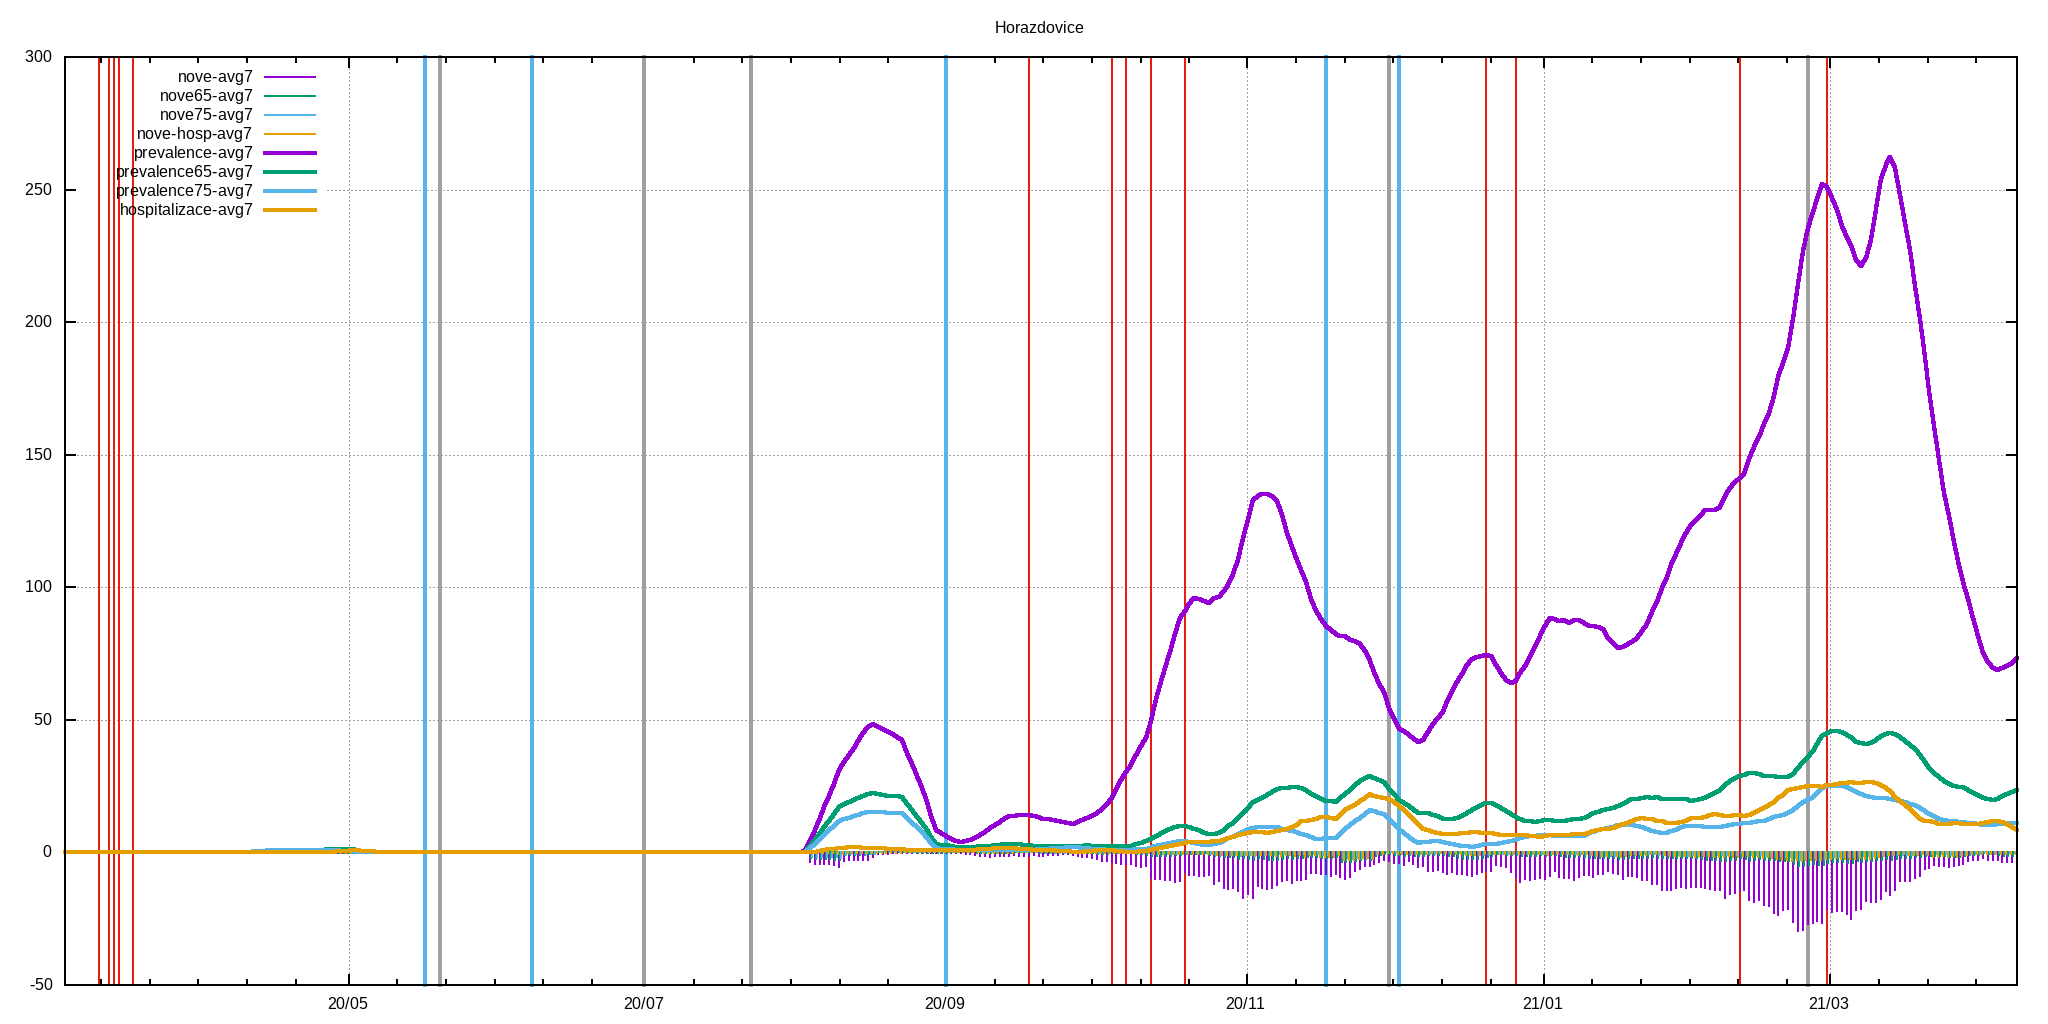 Horazdovice
300
250
200
150
100
50
0
-50
nove-avg7
nove65-avg7
nove75-avg7
nove-hosp-avg7
prevalence-avg7
prevalence65-avg7
prevalence75-avg7
hospitalizace-avg7
20/05
20/07
20/09
20/11
21/01
21/03